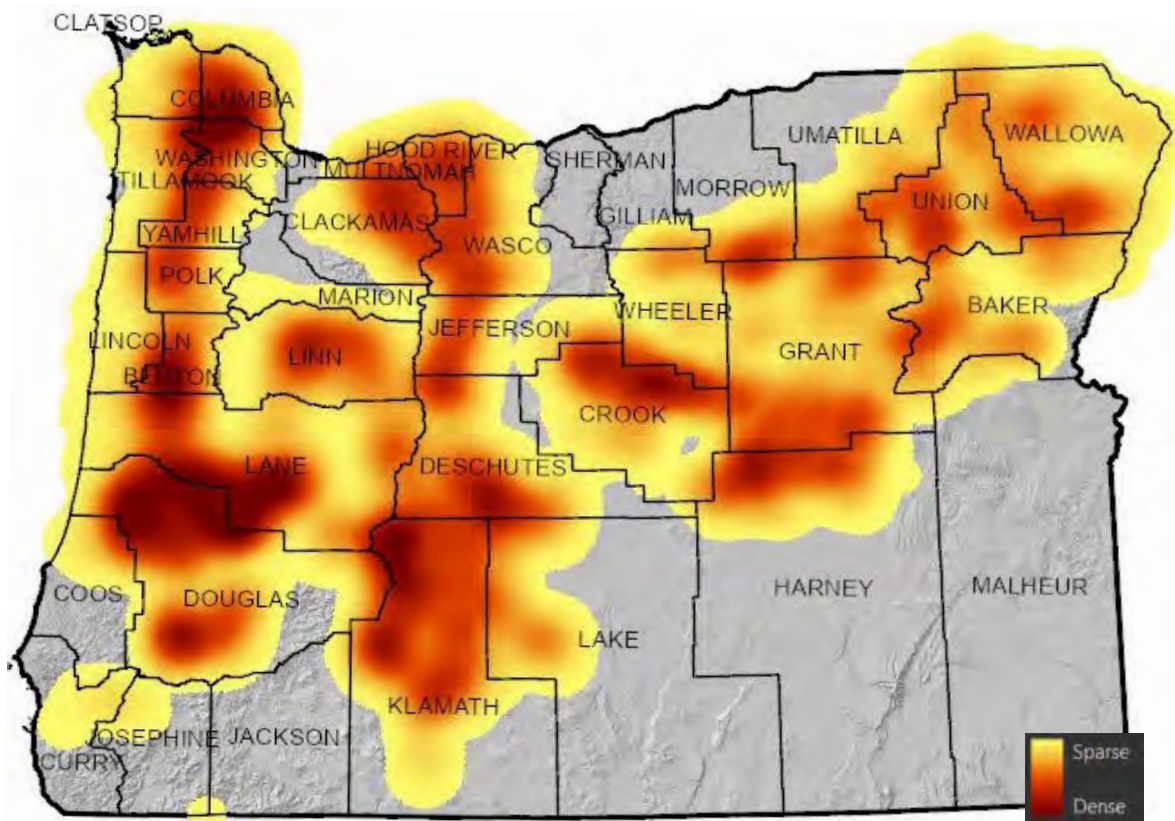 CLATSOP
COLUMBIA
WASHINGTON
TILLAMOOK
HOOD RIVER
MULTNOMAH
SHERMAN
UMATILLA
WALLOWA
MORROW
GILLIAM
UNION
CLACKAMAS
YAMHILL
WASCO
POLK
MARION
WHEELER
BAKER
JEFFERSON
LINCOLN
LINN
GRANT
BENTON
CROOK
LANE
DESCHUTES
COOS
DOUGLAS
HARNEY
MALHEUR
LAKE
KLAMATH
JOSEPHINE
JACKSON
CURRY
Sparse
Dense